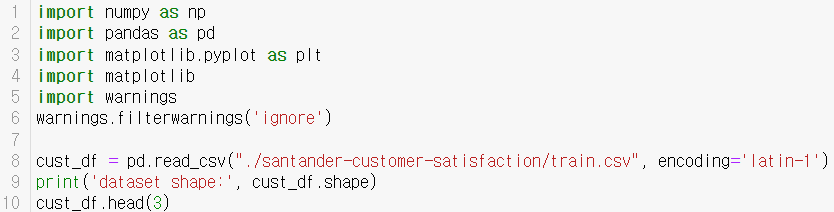 1 import numpy as np
2 import pandas as pd
3 import matplotlib.pyplot as plt
4 import matplotlib
5 import warnings
6 warnings.filterwarnings('ignore')
7
8 cust_df = pd.read_csv("./santander-customer-satisfaction/train.csv", encoding='latin-1')
9 print('dataset shape:', cust_df.shape)
10 cust_df.head(3)